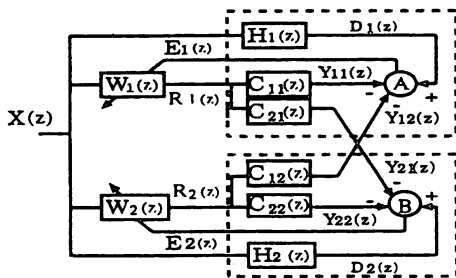 H1(z) D1(z)
E1(z)
W1(z) C11(z) Y11(z) A
R1(z) - +
C21(z) - Y12(z)
X(z)
C12(z) Y21(z)
R2(z) - +
W2(z) C22(z) - B
Y22(z)
E2(z) H2(z)
D2(z)